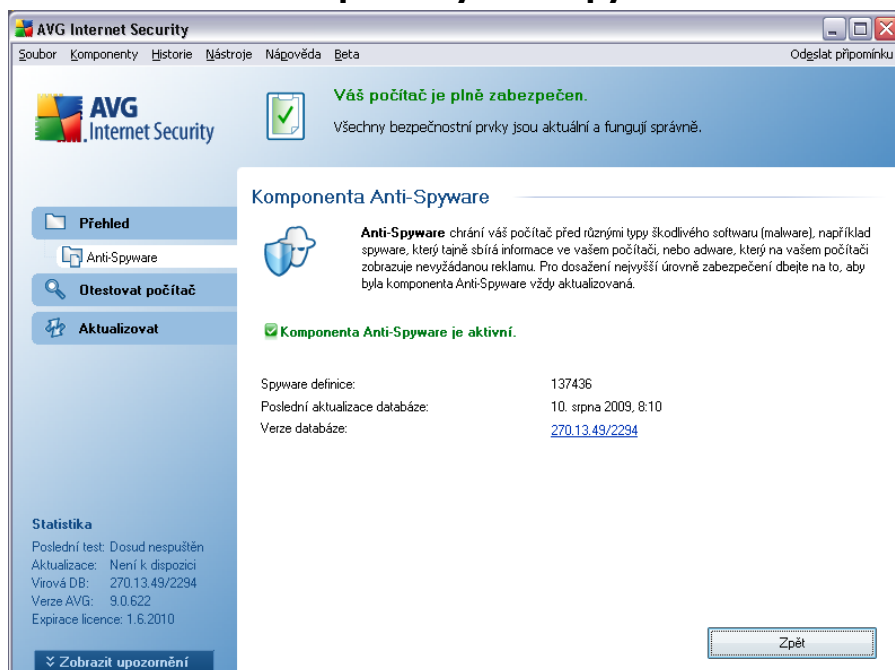 AVG Internet Security
Soubor Komponenty Historie Nástroje Nápověda Beta Odeslat připomínku
AVG
Internet Security
Váš počítač je plně zabezpečen.
Všechny bezpečnostní prvky jsou aktuální a fungují správně.
Přehled
Anti-Spyware
Otestovat počítač
Aktualizovat
Komponenta Anti-Spyware
Anti-Spyware chrání váš počítač před různými typy škodlivého softwaru (malware), například
spyware, který tajně sbírá informace ve vašem počítači, nebo adware, který na vašem počítači
zobrazuje nevyžádanou reklamu. Pro dosažení nejvyšší úrovně zabezpečení dbejte na to, aby
byla komponenta Anti-Spyware vždy aktualizovaná.
Komponenta Anti-Spyware je aktivní.
Spyware definice: 137436
Poslední aktualizace databáze: 10. srpna 2009, 8:10
Verze databáze: 270.13.49/2294
Statistika
Poslední test: Dosud nespuštěn
Aktualizace: Není k dispozici
Virová DB: 270.13.49/2294
Verze AVG: 9.0.622
Expirace licence: 1.6.2010
Zobrazit upozornění
Zpět